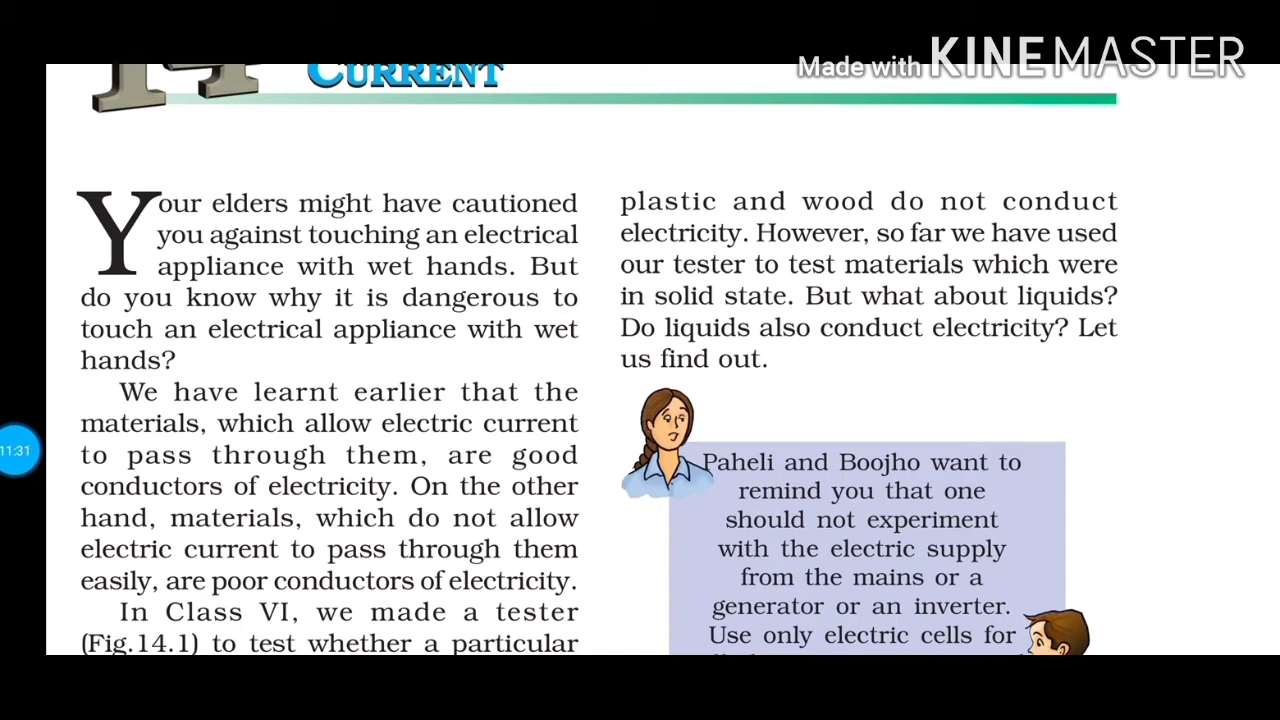 Made with KINEMASTER
14
CURRENT
Your elders might have cautioned
you against touching an electrical
appliance with wet hands. But
do you know why it is dangerous to
touch an electrical appliance with wet
hands?
We have learnt earlier that the
materials, which allow electric current
to pass through them, are good
conductors of electricity. On the other
hand, materials, which do not allow
electric current to pass through them
easily, are poor conductors of electricity.
In Class VI, we made a tester
(Fig.14.1) to test whether a particular
plastic and wood do not conduct
electricity. However, so far we have used
our tester to test materials which were
in solid state. But what about liquids?
Do liquids also conduct electricity? Let
us find out.
Paheli and Boojho want to
remind you that one
should not experiment
with the electric supply
from the mains or a
generator or an inverter.
Use only electric cells for
11:31